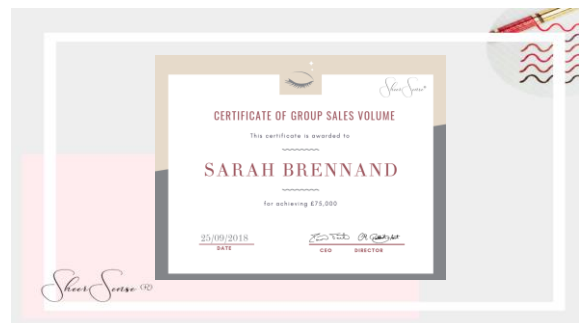 Sheer Sense®
CERTIFICATE OF GROUP SALES VOLUME
This certificate is awarded to
SARAH BRENNAND
for achieving £75,000
25/09/2018
DATE
CEO DIRECTOR
Sheer Sense (R)